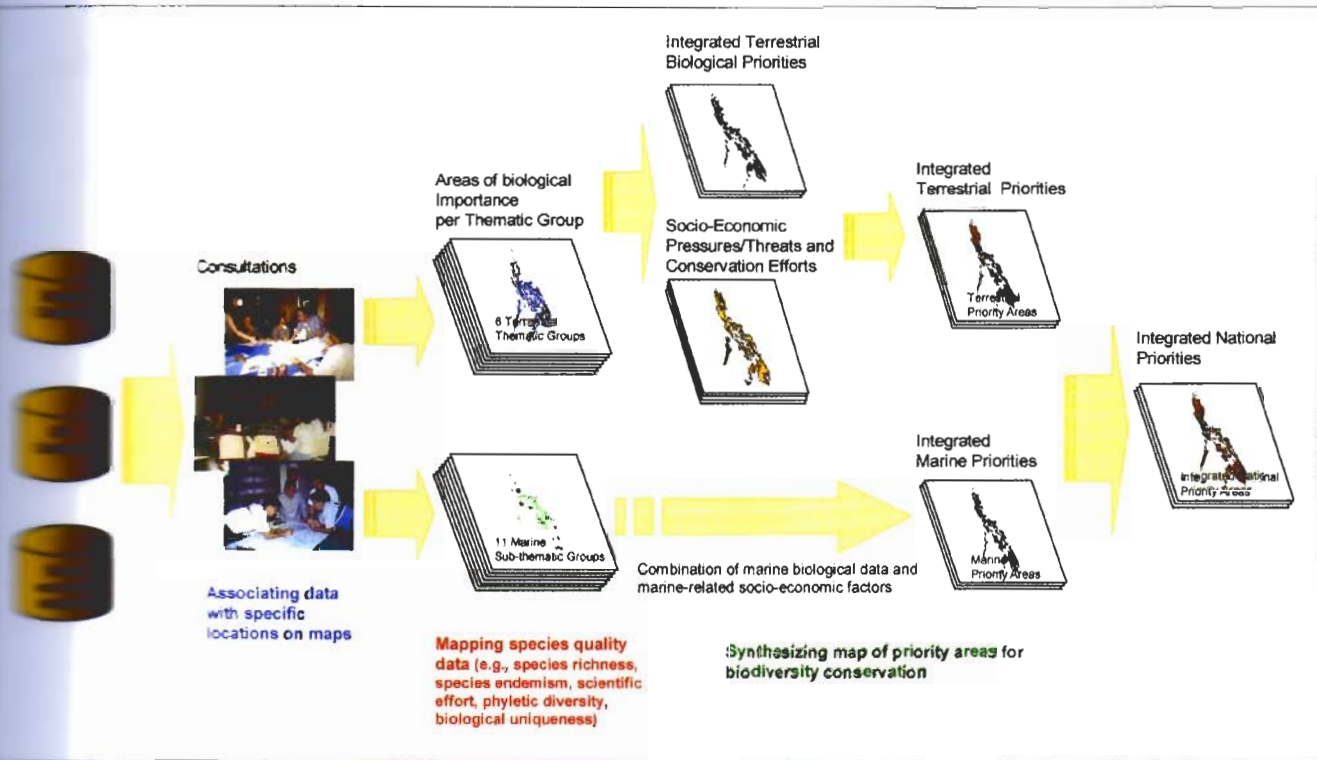 Integrated Terrestrial
Biological Priorities
Areas of biological
Importance
per Thematic Group
Integrated
Terrestrial Priorities
Socio-Economic
Pressures/Threats and
Conservation Efforts
Consultations
6 Terrestrial
Thematic Groups
Terrestrial
Priority Areas
Integrated National
Priorities
Integrated
Marine Priorities
Integrated National
Priority Areas
11 Marine
Sub-thematic Groups
Marine
Priority Areas
Combination of marine biological data and
marine-related socio-economic factors
Associating data
with specific
locations on maps
Mapping species quality
data (e.g., species richness,
species endemism, scientific
effort, phyletic diversity,
biological uniqueness)
Synthesizing map of priority areas for
biodiversity conservation